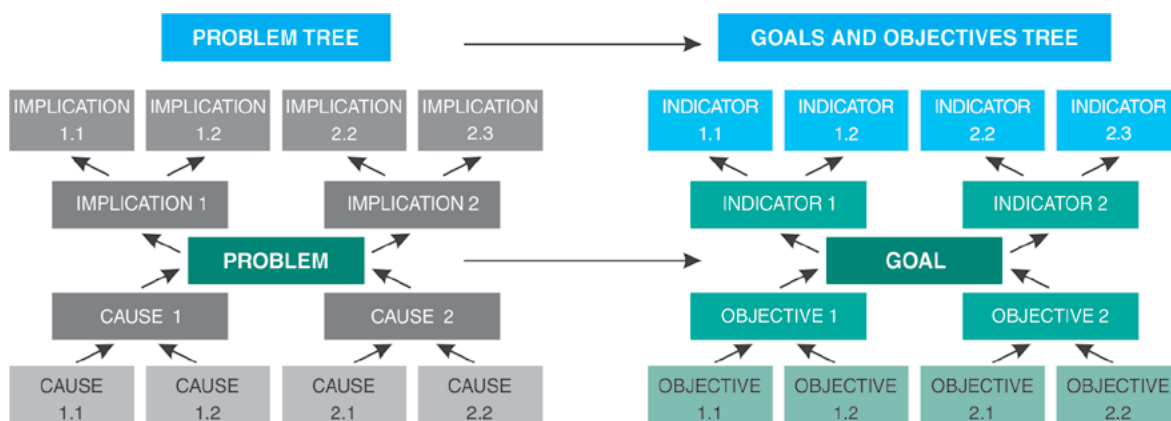 PROBLEM TREE
GOALS AND OBJECTIVES TREE
IMPLICATION
1.1
IMPLICATION
1.2
IMPLICATION
2.2
IMPLICATION
2.3
INDICATOR
1.1
INDICATOR
1.2
INDICATOR
2.2
INDICATOR
2.3
IMPLICATION 1
IMPLICATION 2
INDICATOR 1
INDICATOR 2
PROBLEM
GOAL
CAUSE 1
CAUSE 2
OBJECTIVE 1
OBJECTIVE 2
CAUSE
1.1
CAUSE
1.2
CAUSE
2.1
CAUSE
2.2
OBJECTIVE
1.1
OBJECTIVE
1.2
OBJECTIVE
2.1
OBJECTIVE
2.2